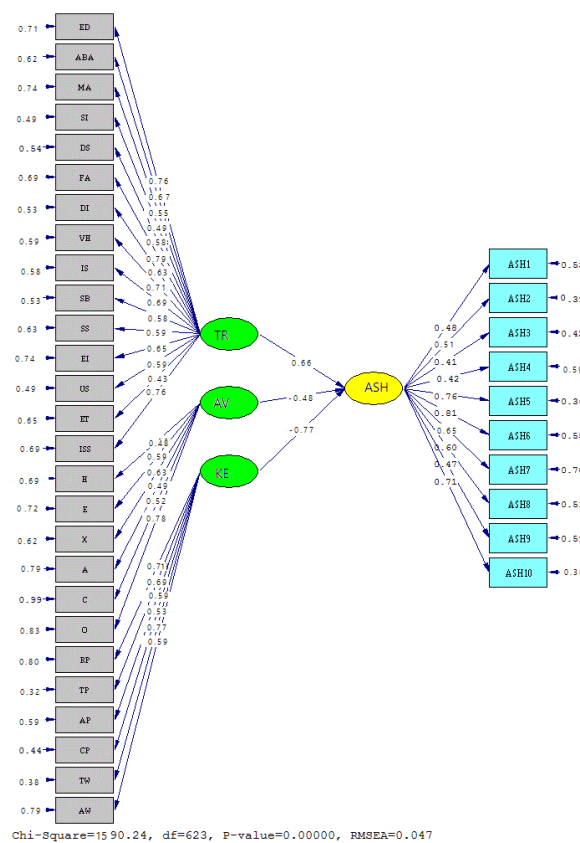 0.71 ED
0.62 ABA
0.74 MA
0.49 SI
0.54 DS
0.69 FA
0.53 DI
0.59 VH
0.58 IS
0.53 SB
0.63 SS
0.74 EI
0.49 US
0.65 ET
0.69 ISS
0.69 H
0.72 E
0.62 X
0.79 A
0.99 C
0.83 O
0.80 RP
0.32 TP
0.59 AP
0.44 CP
0.38 TW
0.79 AW
0.76
0.67
0.55
0.49
0.58
0.79
0.63
0.71
0.69
0.58
0.59
0.65
0.59
0.43
0.76
0.48
0.59
0.63
0.49
0.52
0.78
0.71
0.69
0.59
0.53
0.77
0.59
TR
AV
KE
0.66
-0.48
-0.77
ASH
0.48
0.51
0.41
0.42
0.76
0.81
0.65
0.60
0.47
0.71
ASH1
ASH2
ASH3
ASH4
ASH5
ASH6
ASH7
ASH8
ASH9
ASH10
Chi-Square=1590.24, df=623, P-value=0.00000, RMSEA=0.047